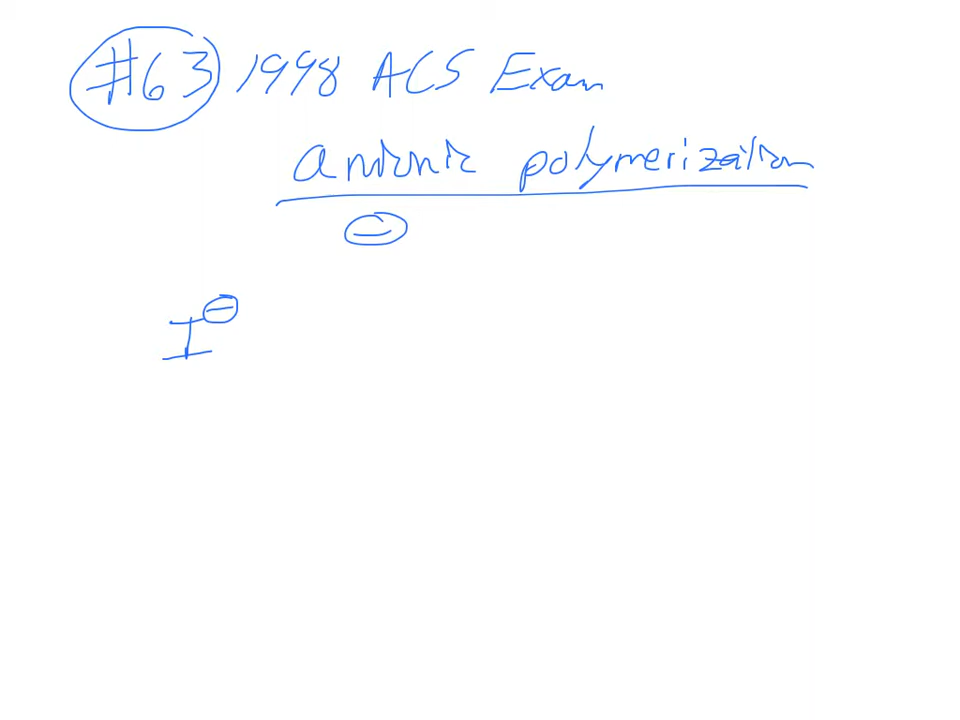 #63 1998 ACS Exam
anionic polymerization
⊖
I⊖